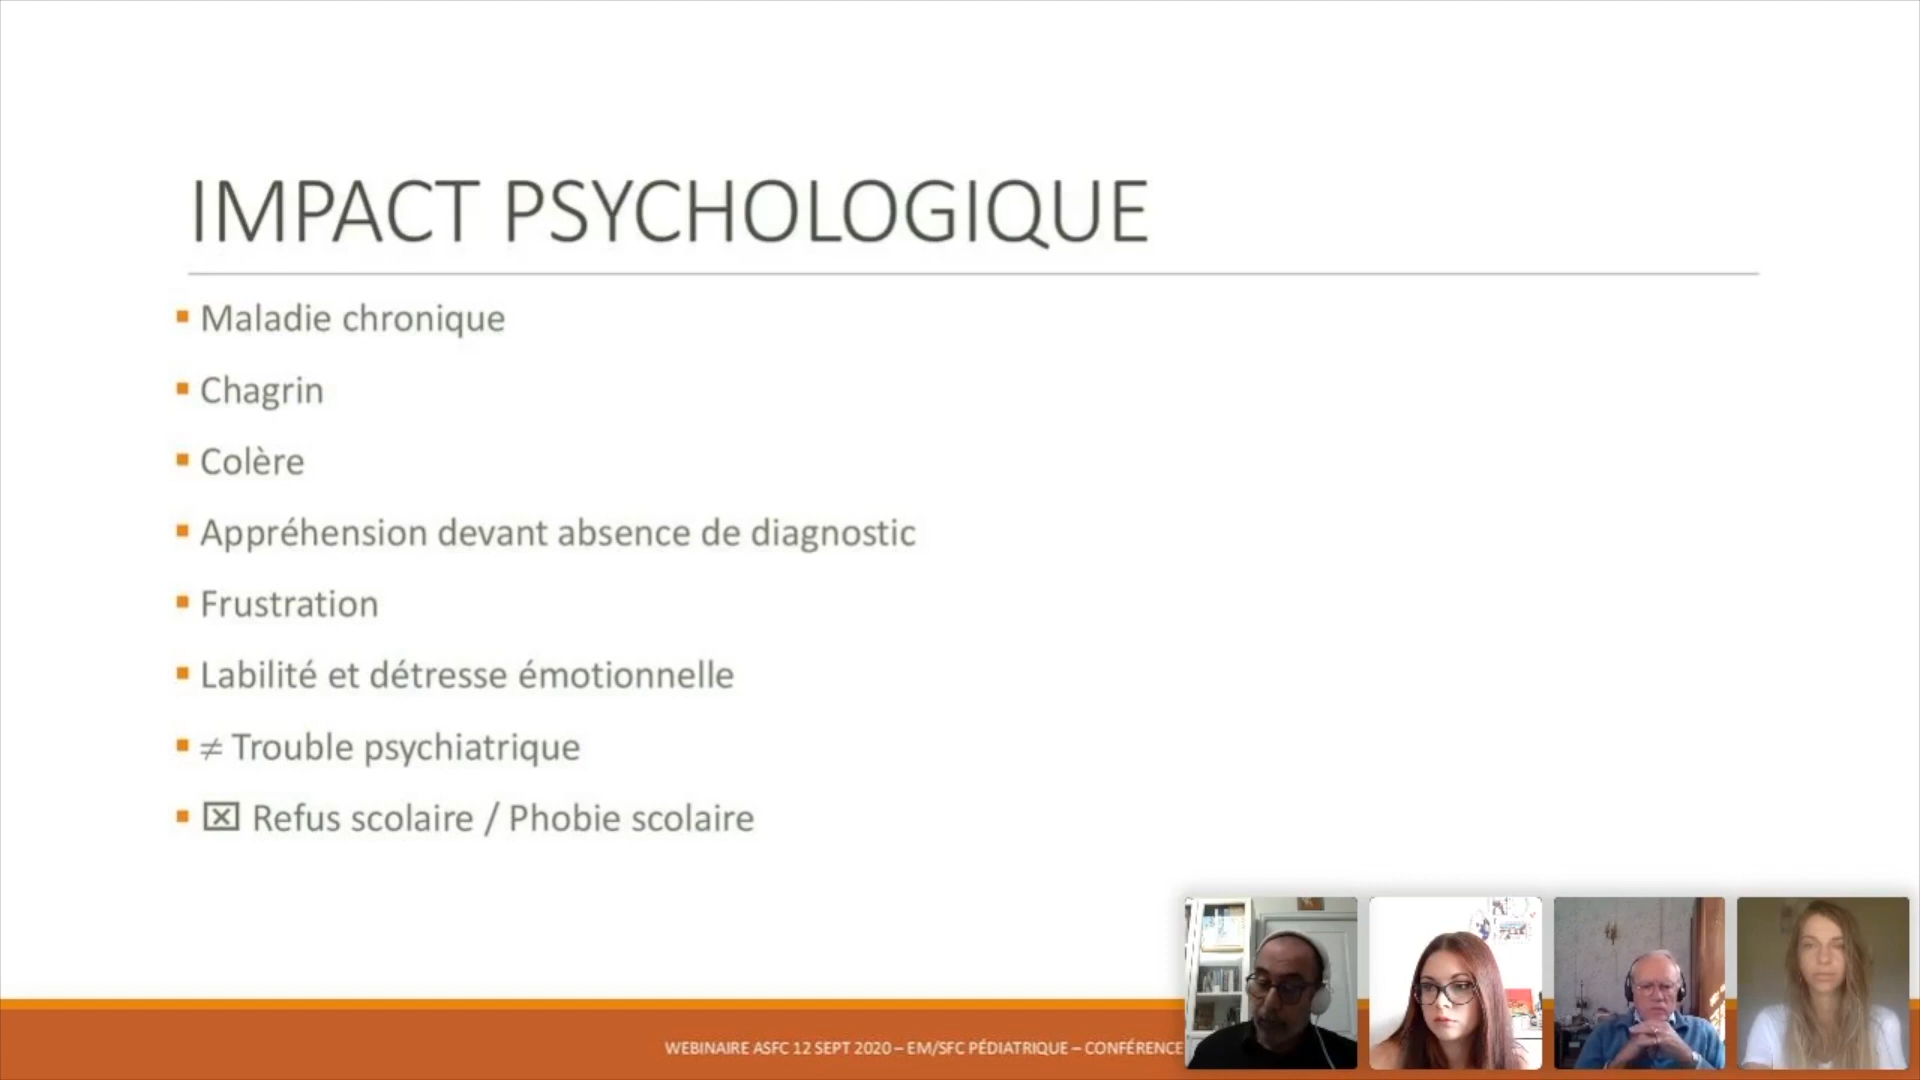 IMPACT PSYCHOLOGIQUE
▪ Maladie chronique
▪ Chagrin
▪ Colère
▪ Appréhension devant absence de diagnostic
▪ Frustration
▪ Labilité et détresse émotionnelle
▪ ≠ Trouble psychiatrique
▪ ☒ Refus scolaire / Phobie scolaire
WEBINAIRE ASFC 12 SEPT 2020 – EM/SFC PÉDIATRIQUE – CONFÉRENCE